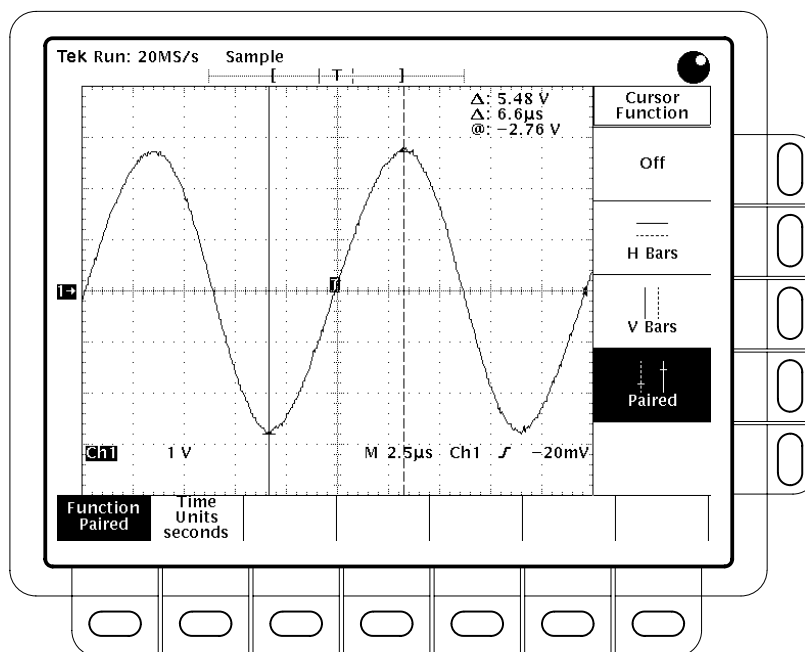 Tek Run: 20MS/s Sample
[ T ]
Δ: 5.48 V
Δ: 6.6µs
@: −2.76 V
Cursor
Function
Off
H Bars
T
1→
V Bars
Paired
Ch1 1 V M 2.5µs Ch1 −20mV
Function
Paired
Time
Units
seconds